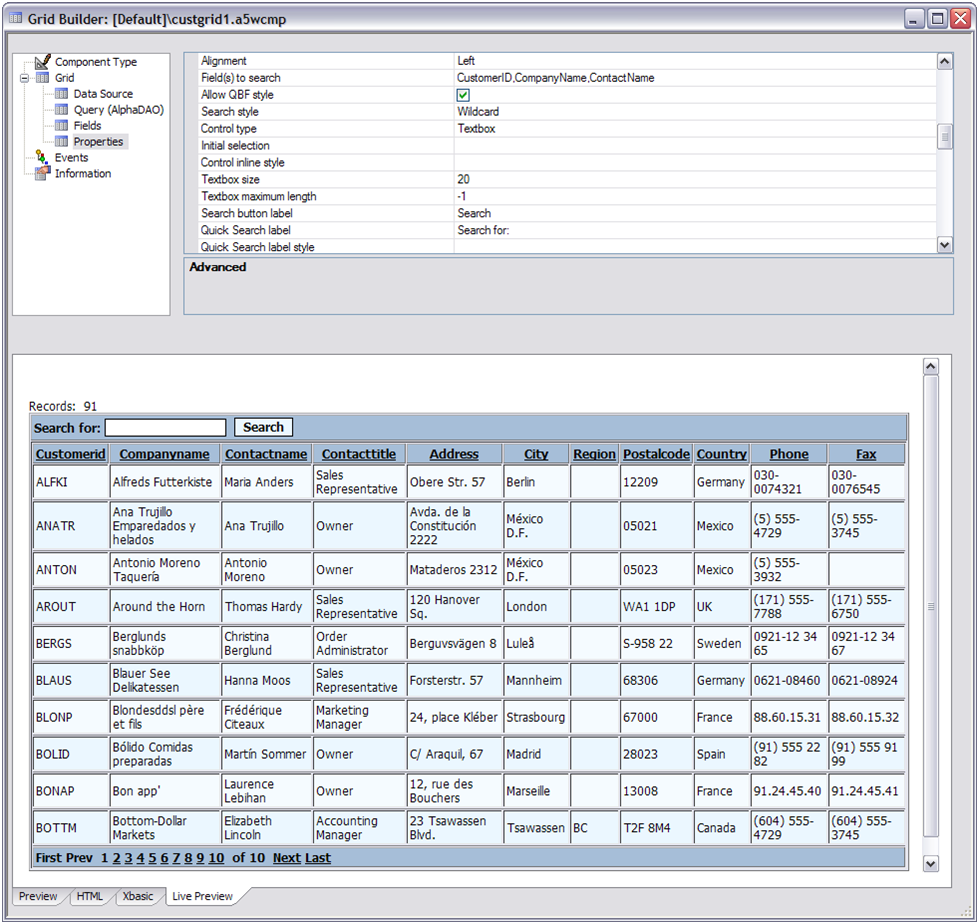 Grid Builder: [Default]\custgrid1.a5wcmp
Component Type
Grid
Data Source
Query (AlphaDAO)
Fields
Properties
Events
Information
Alignment Left
Field(s) to search CustomerID,CompanyName,ContactName
Allow QBF style
Search style Wildcard
Control type Textbox
Initial selection
Control inline style
Textbox size 20
Textbox maximum length -1
Search button label Search
Quick Search label Search for:
Quick Search label style
Advanced
Records: 91
Search for: Search
Customerid Companyname Contactname Contacttitle Address City Region Postalcode Country Phone Fax
ALFKI Alfreds Futterkiste Maria Anders Sales Representative Obere Str. 57 Berlin 12209 Germany 030-0074321 030-0076545
ANATR Ana Trujillo Emparedados y helados Ana Trujillo Owner Avda. de la Constitución 2222 México D.F. 05021 Mexico (5) 555-4729 (5) 555-3745
ANTON Antonio Moreno Taquería Antonio Moreno Owner Mataderos 2312 México D.F. 05023 Mexico (5) 555-3932
AROUT Around the Horn Thomas Hardy Sales Representative 120 Hanover Sq. London WA1 1DP UK (171) 555-7788 (171) 555-6750
BERGS Berglunds snabbköp Christina Berglund Order Administrator Berguvsvägen 8 Luleå S-958 22 Sweden 0921-12 34 65 0921-12 34 67
BLAUS Blauer See Delikatessen Hanna Moos Sales Representative Forsterstr. 57 Mannheim 68306 Germany 0621-08460 0621-08924
BLONP Blondesddsl père et fils Frédérique Citeaux Marketing Manager 24, place Kléber Strasbourg 67000 France 88.60.15.31 88.60.15.32
BOLID Bólido Comidas preparadas Martín Sommer Owner C/ Araquil, 67 Madrid 28023 Spain (91) 555 22 82 (91) 555 91 99
BONAP Bon app' Laurence Lebihan Owner 12, rue des Bouchers Marseille 13008 France 91.24.45.40 91.24.45.41
BOTTM Bottom-Dollar Markets Elizabeth Lincoln Accounting Manager 23 Tsawassen Blvd. Tsawassen BC T2F 8M4 Canada (604) 555-4729 (604) 555-3745
First Prev 1 2 3 4 5 6 7 8 9 10 of 10 Next Last
Preview HTML Xbasic Live Preview